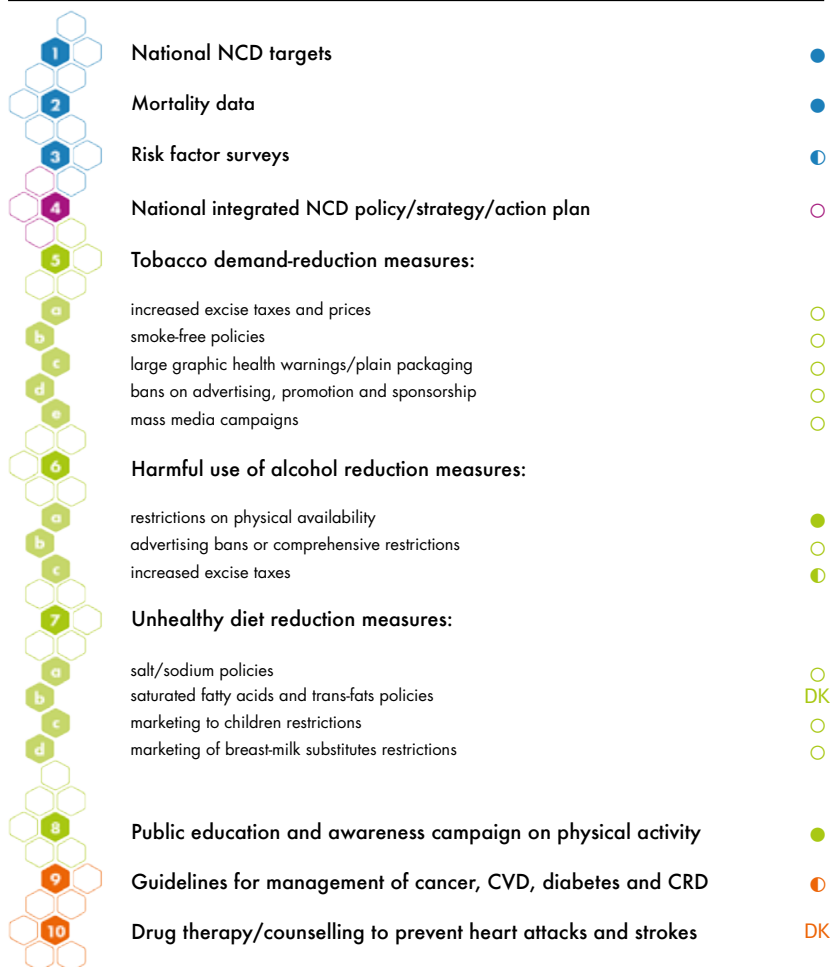 1 National NCD targets ●
2 Mortality data ●
3 Risk factor surveys ◐
4 National integrated NCD policy/strategy/action plan ○
5 Tobacco demand-reduction measures:
a increased excise taxes and prices ○
b smoke-free policies ○
c large graphic health warnings/plain packaging ○
d bans on advertising, promotion and sponsorship ○
e mass media campaigns ○
6 Harmful use of alcohol reduction measures:
a restrictions on physical availability ●
b advertising bans or comprehensive restrictions ○
c increased excise taxes ◐
7 Unhealthy diet reduction measures:
a salt/sodium policies ○
b saturated fatty acids and trans-fats policies DK
c marketing to children restrictions ○
d marketing of breast-milk substitutes restrictions ○
8 Public education and awareness campaign on physical activity ●
9 Guidelines for management of cancer, CVD, diabetes and CRD ◐
10 Drug therapy/counselling to prevent heart attacks and strokes DK